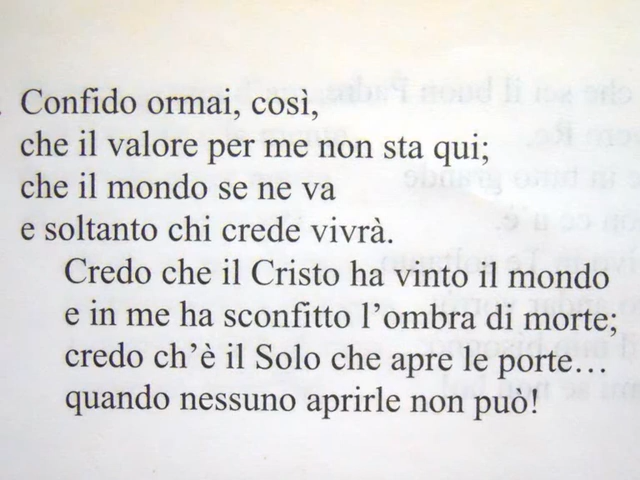 Confido ormai, così,
che il valore per me non sta qui;
che il mondo se ne va
e soltanto chi crede vivrà.
Credo che il Cristo ha vinto il mondo
e in me ha sconfitto l'ombra di morte;
credo ch'è il Solo che apre le porte...
quando nessuno aprirle non può!